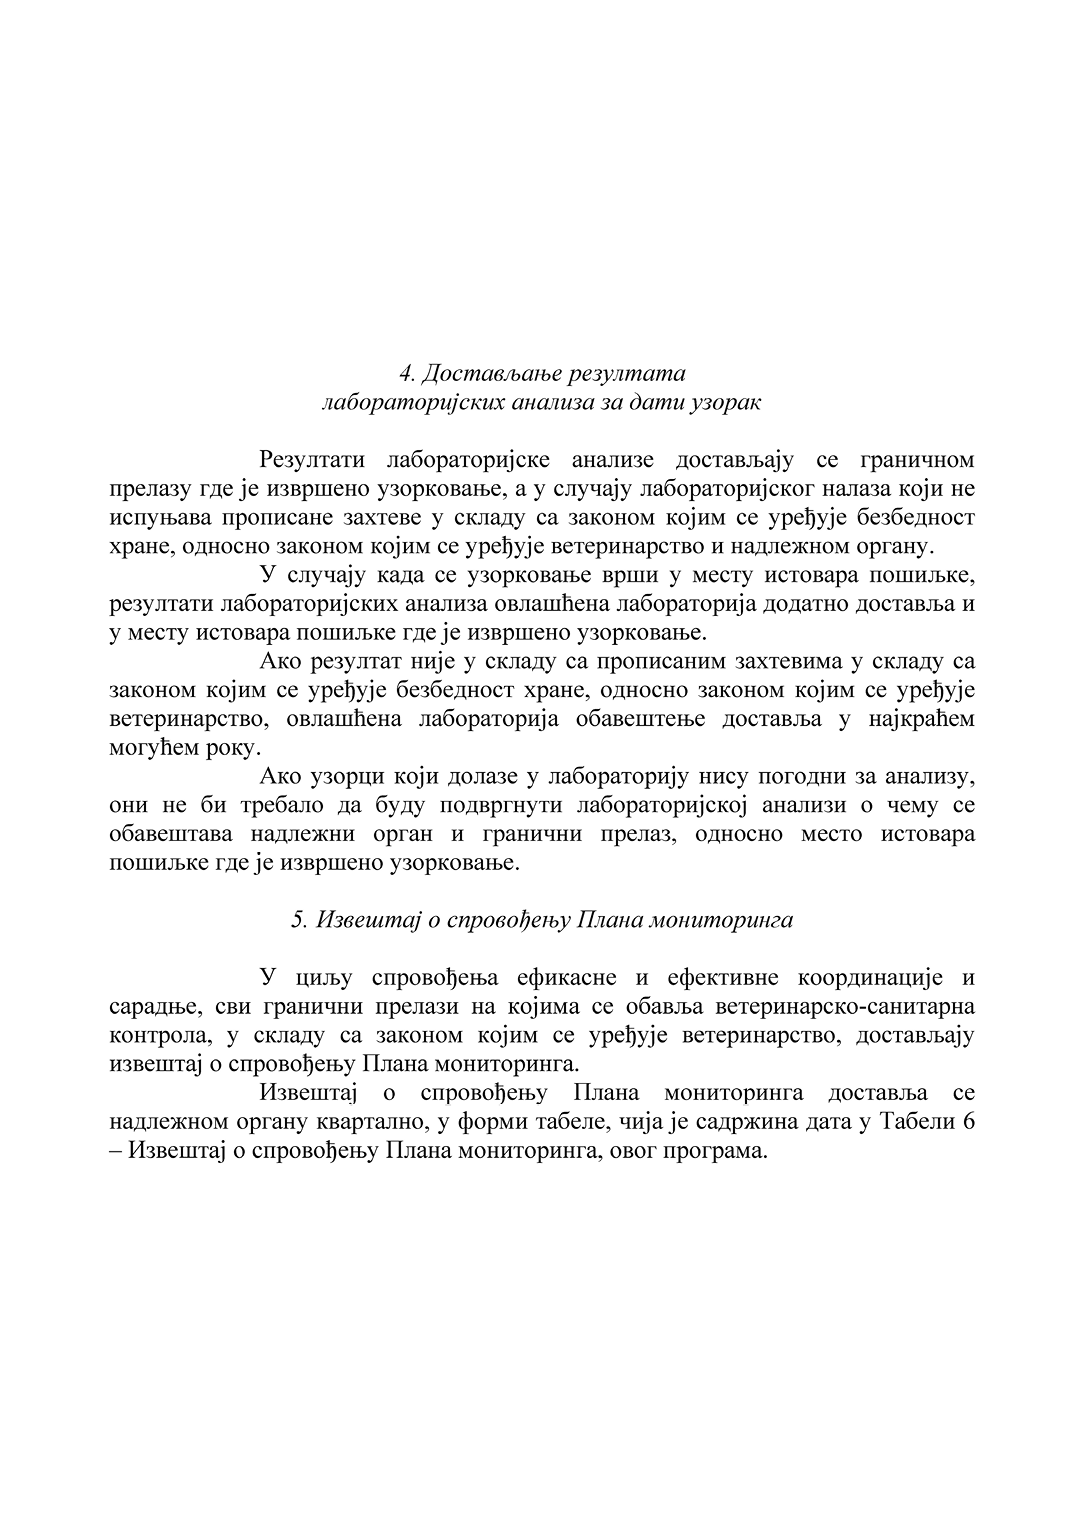 4. Достављање резултата
лабораторијских анализа за дати узорак
Резултати лабораторијске анализе достављају се граничном
прелазу где је извршено узорковање, а у случају лабораторијског налаза који не
испуњава прописане захтеве у складу са законом којим се уређује безбедност
хране, односно законом којим се уређује ветеринарство и надлежном органу.
У случају када се узорковање врши у месту истовара пошиљке,
резултати лабораторијских анализа овлашћена лабораторија додатно доставља и
у месту истовара пошиљке где је извршено узорковање.
Ако резултат није у складу са прописаним захтевима у складу са
законом којим се уређује безбедност хране, односно законом којим се уређује
ветеринарство, овлашћена лабораторија обавештење доставља у најкраћем
могућем року.
Ако узорци који долазе у лабораторију нису погодни за анализу,
они не би требало да буду подвргнути лабораторијској анализи о чему се
обавештава надлежни орган и гранични прелаз, односно место истовара
пошиљке где је извршено узорковање.
5. Извештај о спровођењу Плана мониторинга
У циљу спровођења ефикасне и ефективне координације и
сарадње, сви гранични прелази на којима се обавља ветеринарско-санитарна
контрола, у складу са законом којим се уређује ветеринарство, достављају
извештај о спровођењу Плана мониторинга.
Извештај о спровођењу Плана мониторинга доставља се
надлежном органу квартално, у форми табеле, чија је садржина дата у Табели 6
– Извештај о спровођењу Плана мониторинга, овог програма.